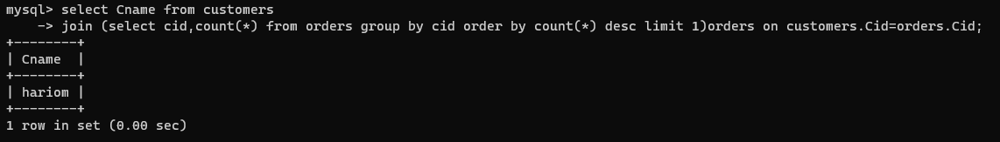 mysql> select Cname from customers
    -> join (select cid,count(*) from orders group by cid order by count(*) desc limit 1)orders on customers.Cid=orders.Cid;
+--------+
| Cname  |
+--------+
| hariom |
+--------+
1 row in set (0.00 sec)